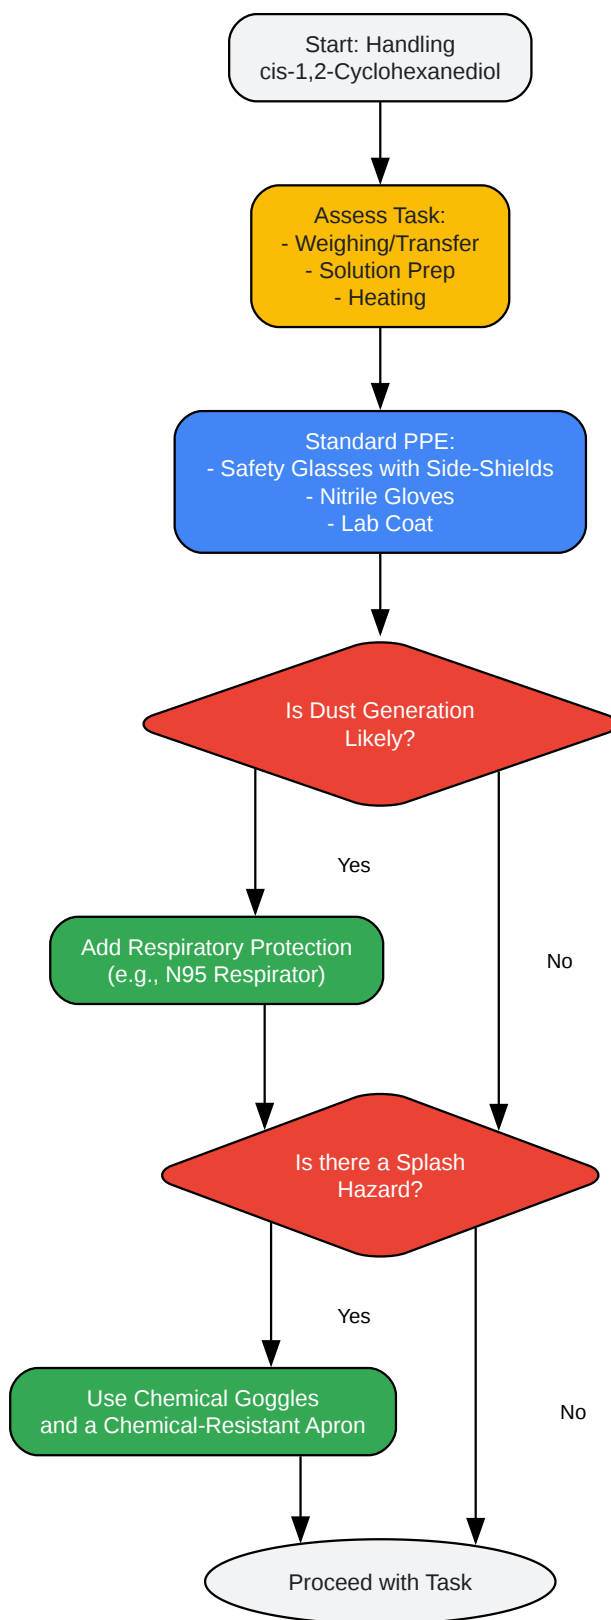 Start: Handling
cis-1,2-Cyclohexanediol
Assess Task:
- Weighing/Transfer
- Solution Prep
- Heating
Standard PPE:
- Safety Glasses with Side-Shields
- Nitrile Gloves
- Lab Coat
Is Dust Generation
Likely?
Yes
Add Respiratory Protection
(e.g., N95 Respirator)
No
Is there a Splash
Hazard?
Yes
Use Chemical Goggles
and a Chemical-Resistant Apron
No
Proceed with Task